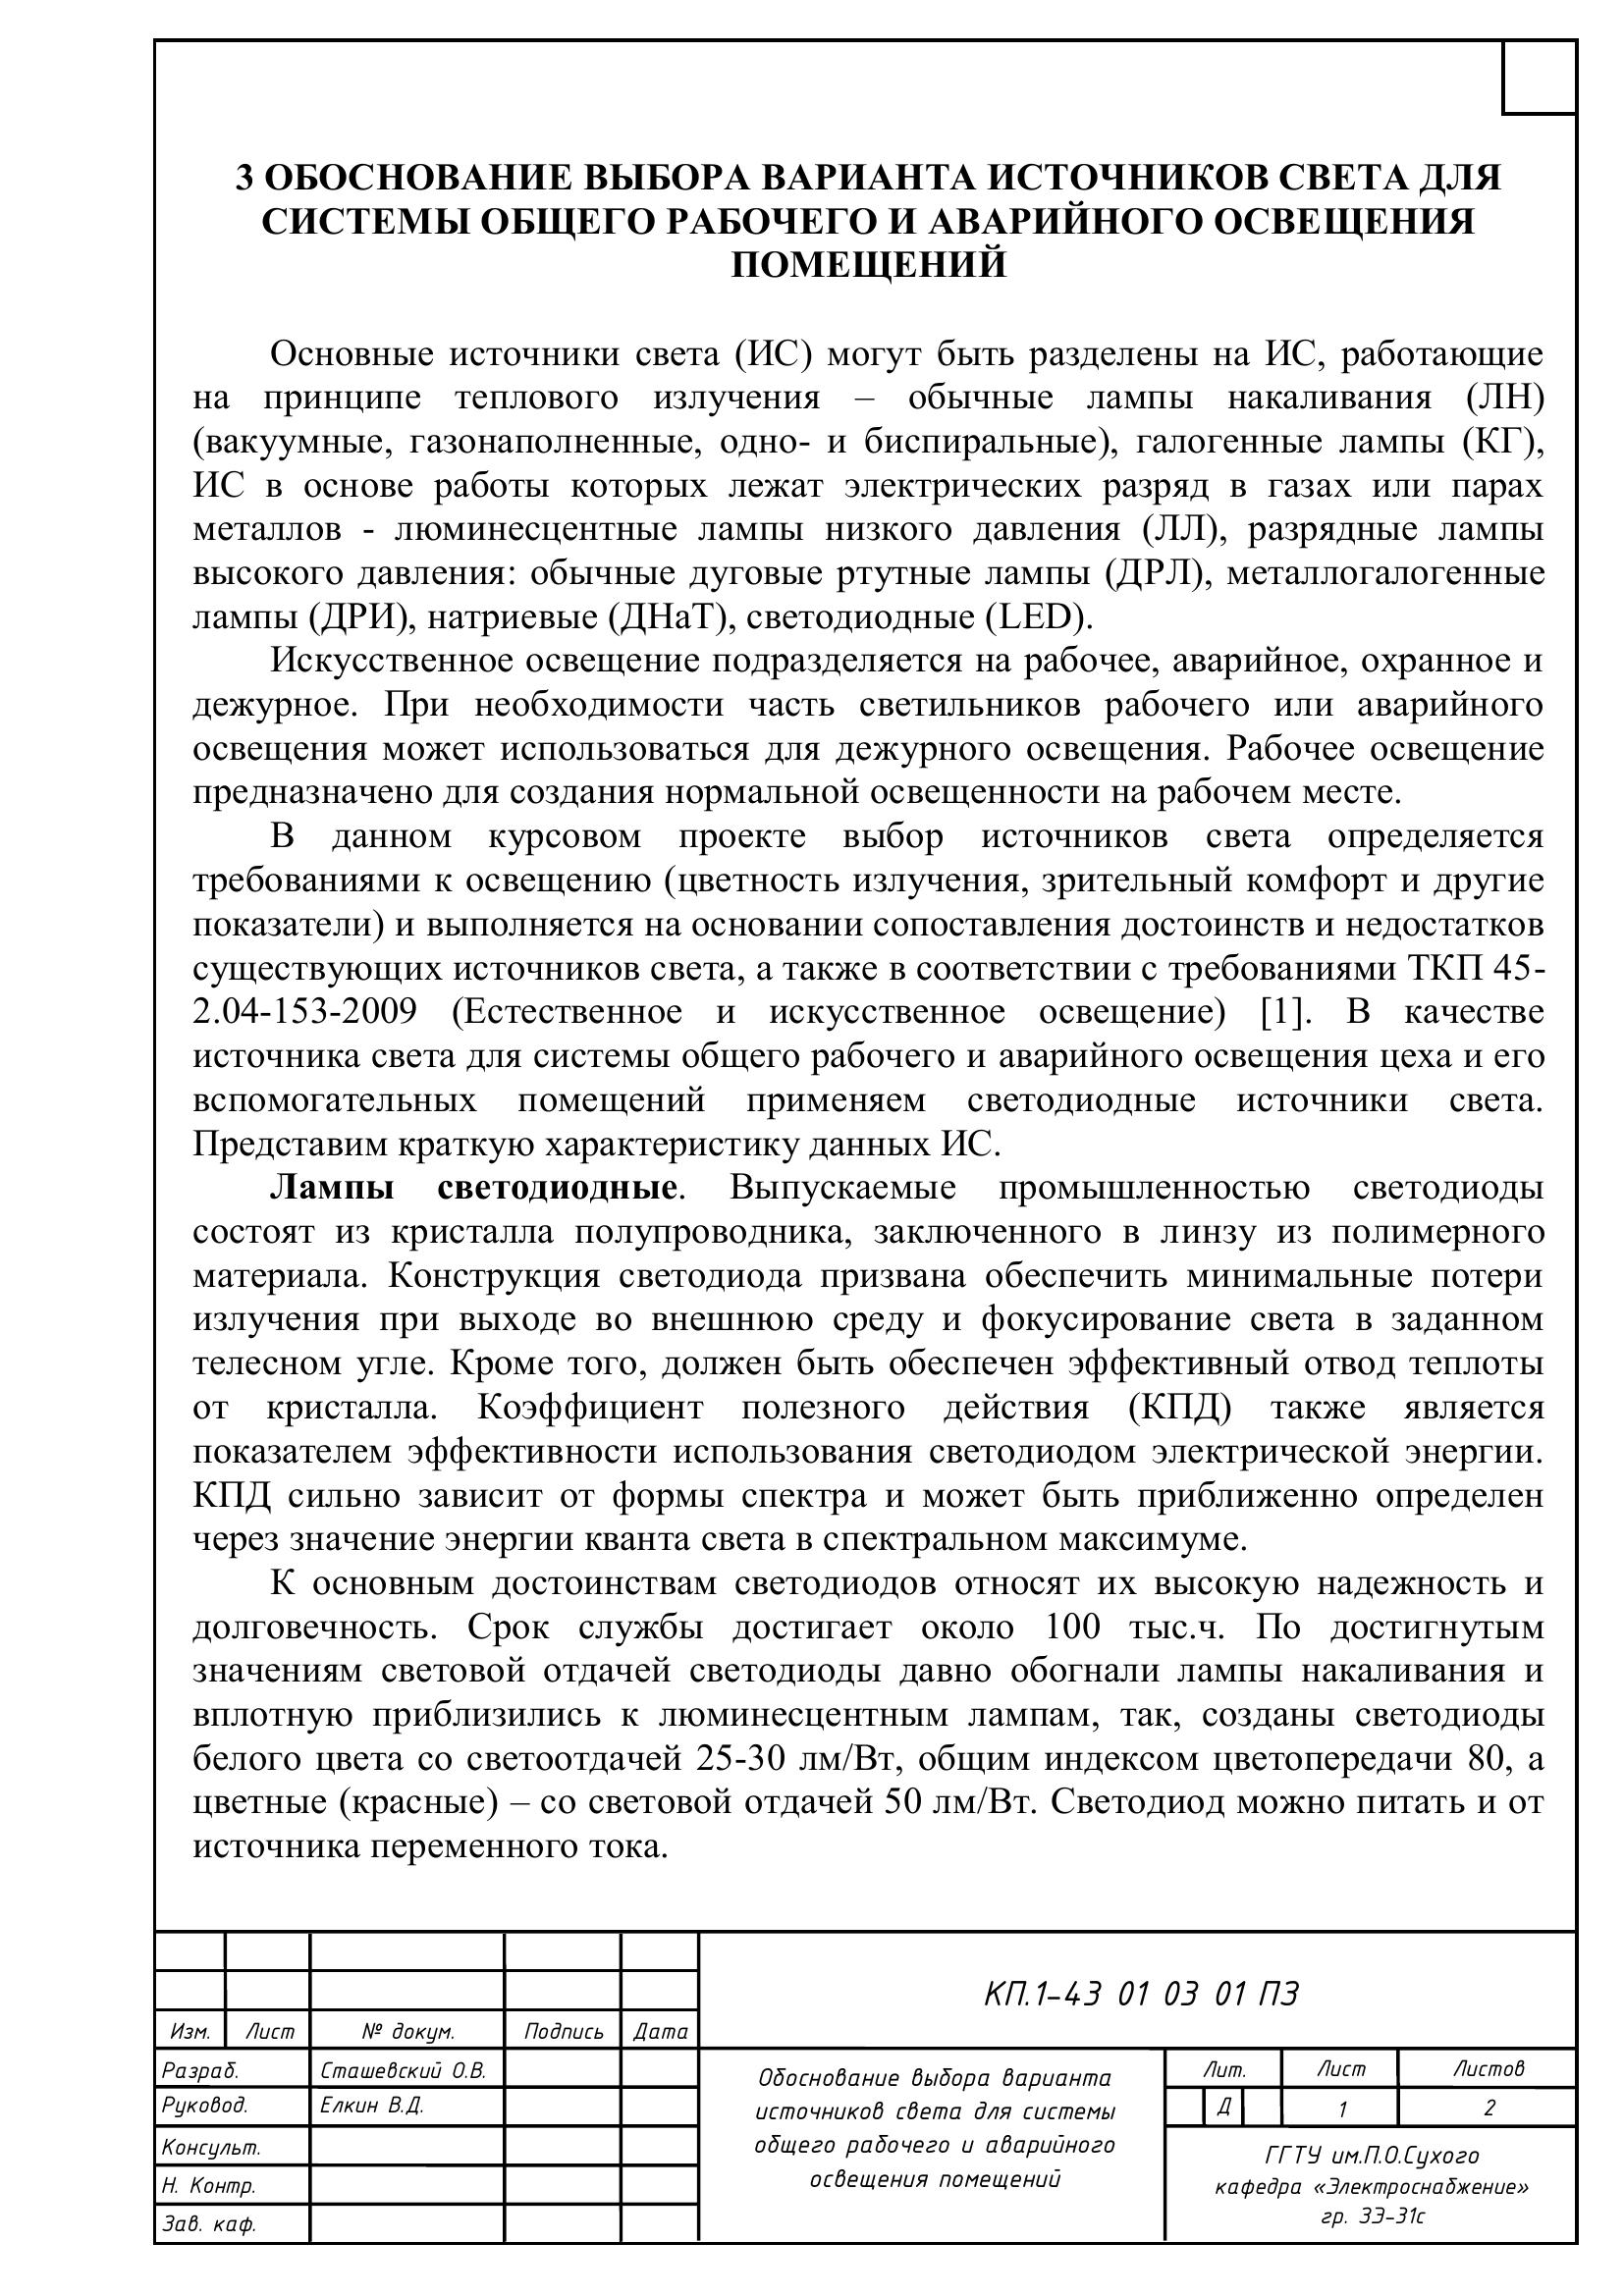 3 ОБОСНОВАНИЕ ВЫБОРА ВАРИАНТА ИСТОЧНИКОВ СВЕТА ДЛЯ
СИСТЕМЫ ОБЩЕГО РАБОЧЕГО И АВАРИЙНОГО ОСВЕЩЕНИЯ
ПОМЕЩЕНИЙ
Основные источники света (ИС) могут быть разделены на ИС, работающие
на принципе теплового излучения – обычные лампы накаливания (ЛН)
(вакуумные, газонаполненные, одно- и биспиральные), галогенные лампы (КГ),
ИС в основе работы которых лежат электрических разряд в газах или парах
металлов - люминесцентные лампы низкого давления (ЛЛ), разрядные лампы
высокого давления: обычные дуговые ртутные лампы (ДРЛ), металлогалогенные
лампы (ДРИ), натриевые (ДНаТ), светодиодные (LED).
Искусственное освещение подразделяется на рабочее, аварийное, охранное и
дежурное. При необходимости часть светильников рабочего или аварийного
освещения может использоваться для дежурного освещения. Рабочее освещение
предназначено для создания нормальной освещенности на рабочем месте.
В данном курсовом проекте выбор источников света определяется
требованиями к освещению (цветность излучения, зрительный комфорт и другие
показатели) и выполняется на основании сопоставления достоинств и недостатков
существующих источников света, а также в соответствии с требованиями ТКП 45-
2.04-153-2009 (Естественное и искусственное освещение) [1]. В качестве
источника света для системы общего рабочего и аварийного освещения цеха и его
вспомогательных помещений применяем светодиодные источники света.
Представим краткую характеристику данных ИС.
Лампы светодиодные. Выпускаемые промышленностью светодиоды
состоят из кристалла полупроводника, заключенного в линзу из полимерного
материала. Конструкция светодиода призвана обеспечить минимальные потери
излучения при выходе во внешнюю среду и фокусирование света в заданном
телесном угле. Кроме того, должен быть обеспечен эффективный отвод теплоты
от кристалла. Коэффициент полезного действия (КПД) также является
показателем эффективности использования светодиодом электрической энергии.
КПД сильно зависит от формы спектра и может быть приближенно определен
через значение энергии кванта света в спектральном максимуме.
К основным достоинствам светодиодов относят их высокую надежность и
долговечность. Срок службы достигает около 100 тыс.ч. По достигнутым
значениям световой отдачей светодиоды давно обогнали лампы накаливания и
вплотную приблизились к люминесцентным лампам, так, созданы светодиоды
белого цвета со светоотдачей 25-30 лм/Вт, общим индексом цветопередачи 80, а
цветные (красные) – со световой отдачей 50 лм/Вт. Светодиод можно питать и от
источника переменного тока.
КП.1-43 01 03 01 ПЗ
Изм. Лист № докум. Подпись Дата
Разраб. Сташевский О.В.
Руковод. Елкин В.Д.
Консульт.
Н. Контр.
Зав. каф.
Обоснование выбора варианта
источников света для системы
общего рабочего и аварийного
освещения помещений
Лит. Лист Листов
Д 1 2
ГГТУ им.П.О.Сухого
кафедра «Электроснабжение»
гр. ЗЭ-31с